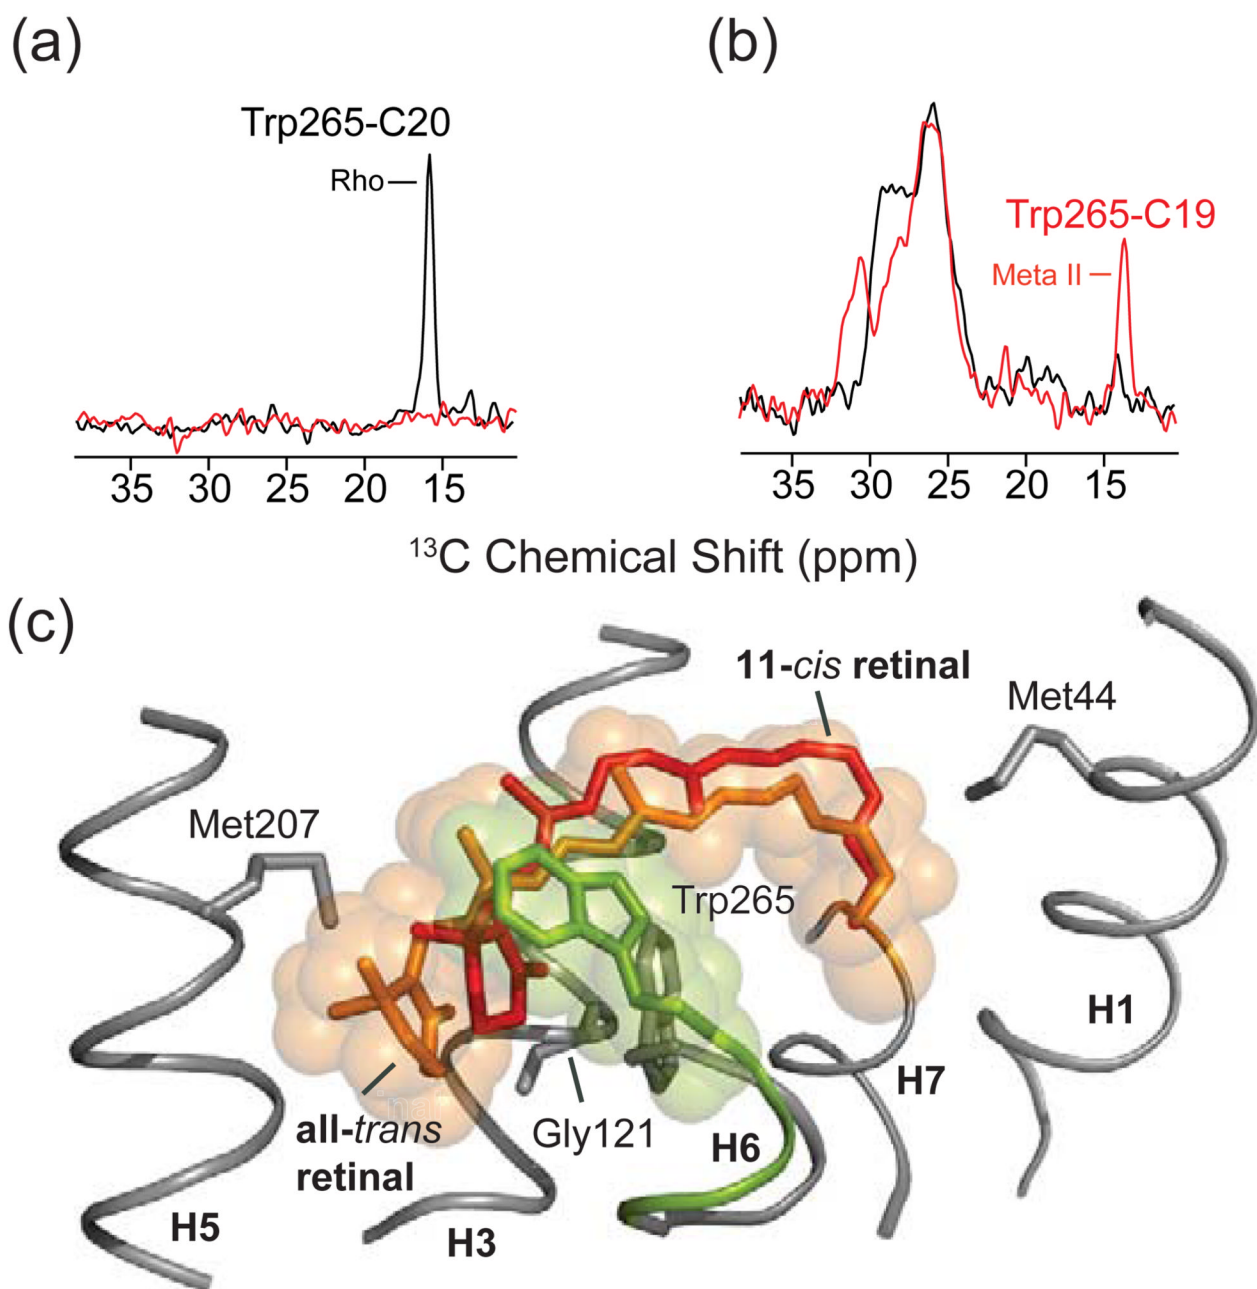 (a)
(b)
Trp265-C20
Rho
Trp265-C19
Meta II
35 30 25 20 15
35 30 25 20 15
¹³C Chemical Shift (ppm)
(c)
11-cis retinal
Met44
Met207
Trp265
H1
H7
all-trans
retinal
Gly121
H6
H5
H3